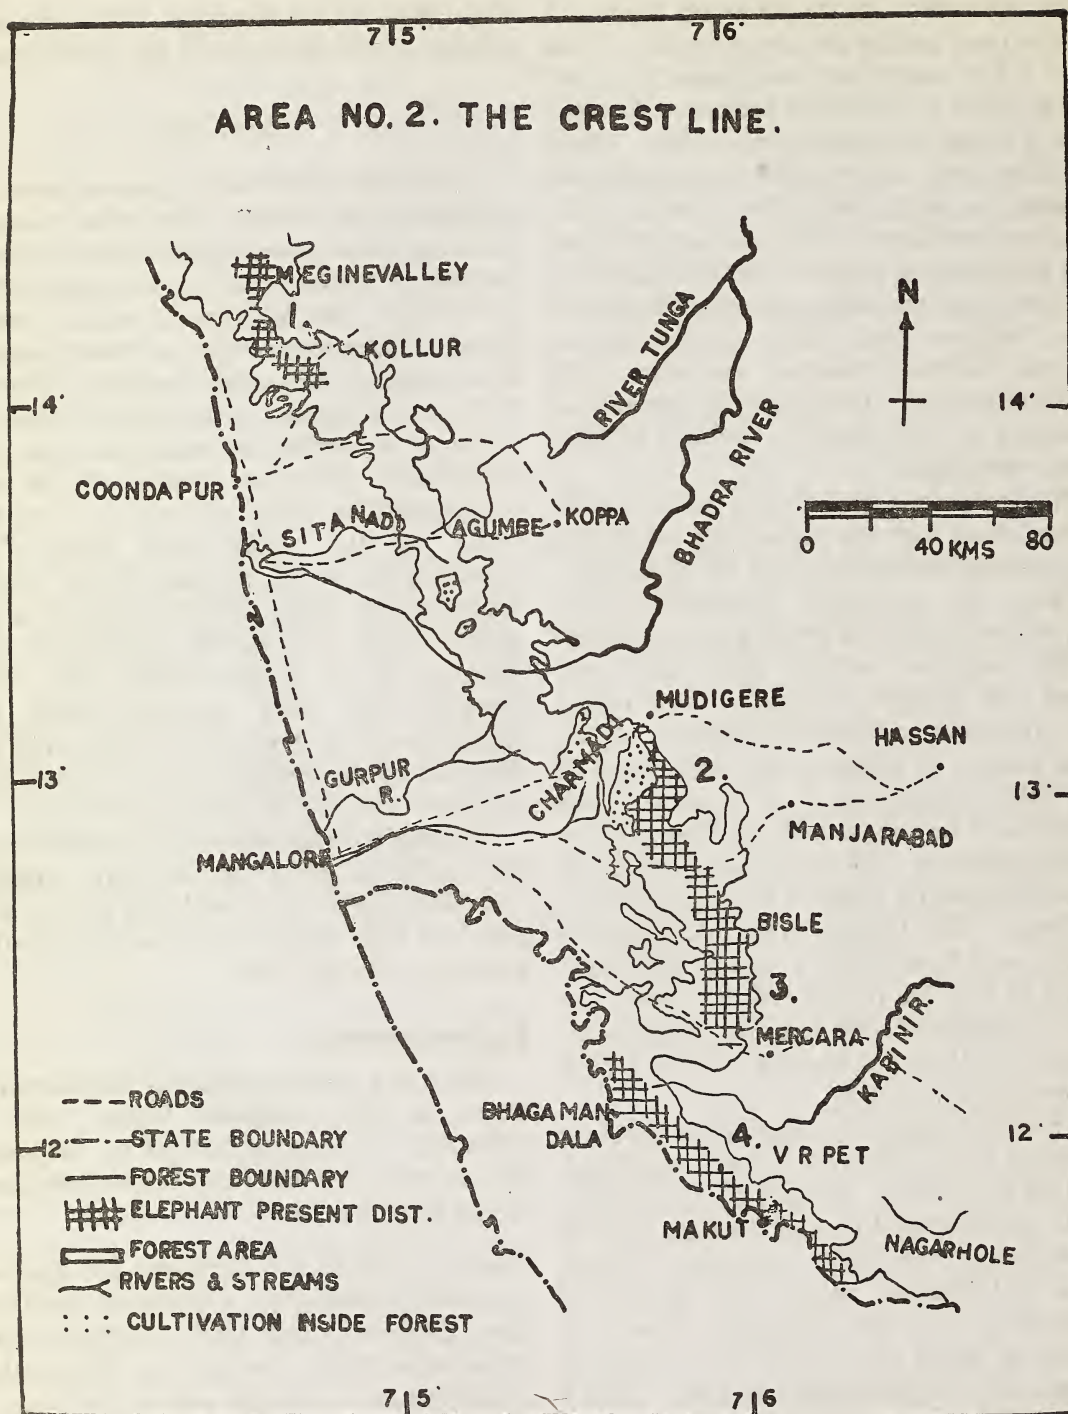 75°
76°
AREA NO. 2. THE CREST LINE.
MEGINEVALLEY
1.
KOLLUR
RIVER TUNGA
N
14°
14°
COONDAPUR
SITANADI
AGUMBE
KOPPA
BHADRA RIVER
0 40 KMS 80
MUDIGERE
HASSAN
13°
GURPUR
R.
CHARMADI
2.
13°
MANJARABAD
MANGALORE
BISLE
3.
MERCARA
KABINI R.
BHAGAMAN
DALA
4.
V R PET
12°
12°
MAKUT
NAGARHOLE
ROADS
STATE BOUNDARY
FOREST BOUNDARY
ELEPHANT PRESENT DIST.
FOREST AREA
RIVERS & STREAMS
CULTIVATION INSIDE FOREST
75°
76